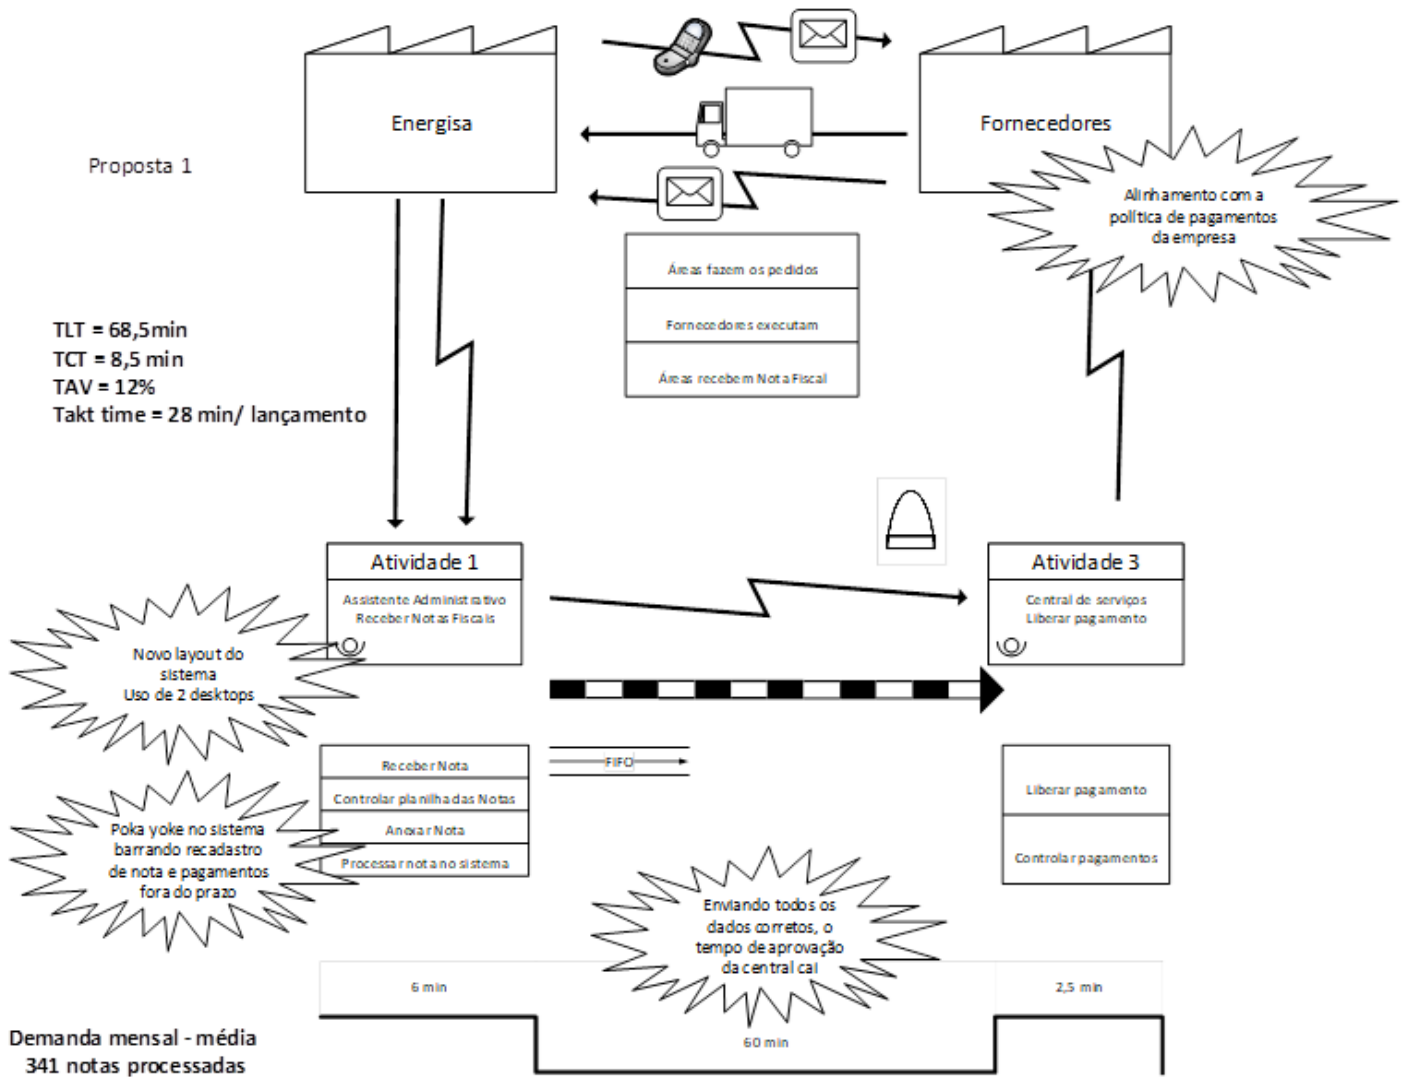 Energisa
Fornecedores
Proposta 1
Alinhamento com a
política de pagamentos
da empresa
Áreas fazem os pedidos
Fornecedores executam
Áreas recebem Nota Fiscal
TLT = 68,5min
TCT = 8,5 min
TAV = 12%
Takt time = 28 min/ lançamento
Atividade 1
Assistente Administrativo
Receber Notas Fiscais
Atividade 3
Central de serviços
Liberar pagamento
Novo layout do
sistema
Uso de 2 desktops
Receber Nota
Controlar planilha das Notas
Anexar Nota
Processar nota no sistema
FIFO
Liberar pagamento
Controlar pagamentos
Poka yoke no sistema
barrando recadastro
de nota e pagamentos
fora do prazo
Enviando todos os
dados corretos, o
tempo de aprovação
da central cai
6 min
60 min
2,5 min
Demanda mensal - média
341 notas processadas